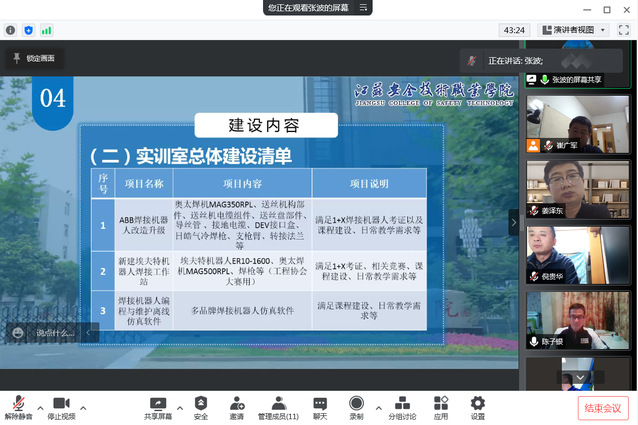 您正在观看张波的屏幕
43:24
演讲者视图
锁定画面
正在讲话: 张波;
张波的屏幕共享
04
江苏安全技術職業學院
JIANGSU COLLEGE OF SAFETY TECHNOLOGY
建设内容
（二）实训室总体建设清单
序号 项目名称 项目内容 项目说明
1
ABB焊接机器
人改造升级
奥太焊机MAG350RPL、送丝机构部
件、送丝机电缆组件、送丝盘部件、
导丝管、接地电缆、DEV接口盒、
日皓气冷焊枪、支枪臂、转接法兰
等
满足1+X焊接机器人考证以及
课程建设、日常教学需求等
2
新建埃夫特机
器人焊接工作
站
埃夫特机器人ER10-1600、奥太焊
机MAG500RPL、焊枪等（工程协会
大赛用）
满足1+X考证、相关竞赛、课
程建设、日常教学需求等
3
焊接机器人编
程与维护离线
仿真软件
多品牌焊接机器人仿真软件
满足课程建设、日常教学需
求等
崔广军
姜泽东
倪贵华
陈子银
说点什么...
解除静音 停止视频 共享屏幕 安全 邀请 管理成员(11) 聊天 录制 分组讨论 应用 设置 结束会议